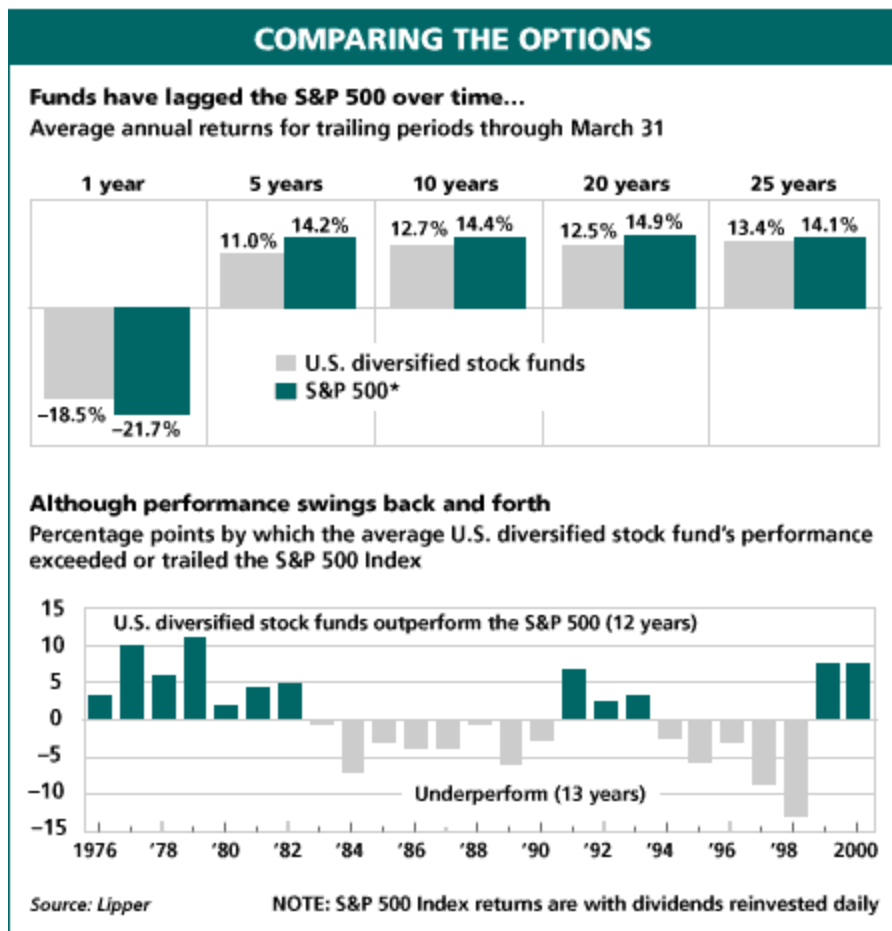 COMPARING THE OPTIONS
Funds have lagged the S&P 500 over time...
Average annual returns for trailing periods through March 31
1 year 5 years 10 years 20 years 25 years
11.0% 14.2% 12.7% 14.4% 12.5% 14.9% 13.4% 14.1%
U.S. diversified stock funds
S&P 500*
–18.5%
–21.7%
Although performance swings back and forth
Percentage points by which the average U.S. diversified stock fund's performance
exceeded or trailed the S&P 500 Index
15
U.S. diversified stock funds outperform the S&P 500 (12 years)
10
5
0
–5
–10
Underperform (13 years)
–15
1976 '78 '80 '82 '84 '86 '88 '90 '92 '94 '96 '98 2000
Source: Lipper NOTE: S&P 500 Index returns are with dividends reinvested daily